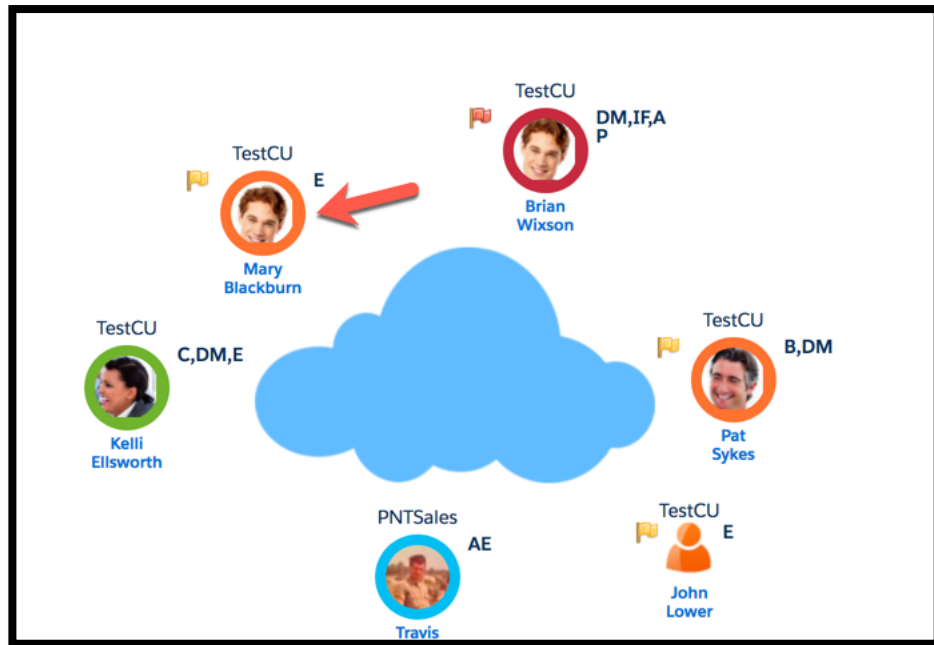 TestCU
DM,IF,A
P
Brian
Wixson
TestCU
E
Mary
Blackburn
TestCU
C,DM,E
Kelli
Ellsworth
TestCU
B,DM
Pat
Sykes
PNTSales
AE
Travis
TestCU
E
John
Lower